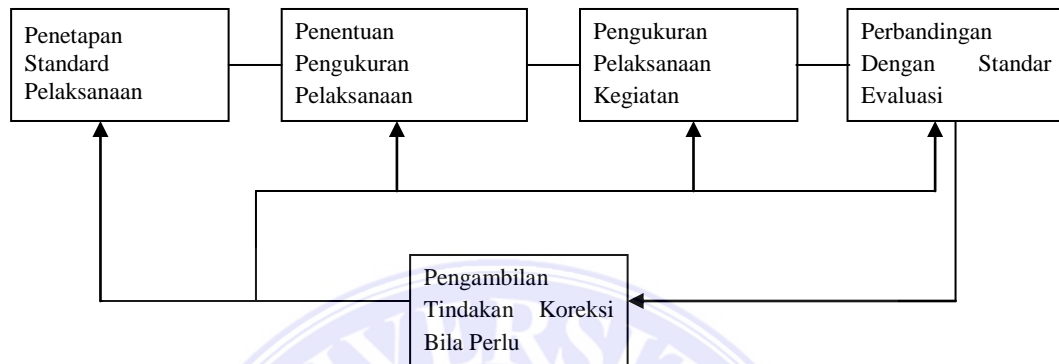 Penetapan
Standard
Pelaksanaan
Penentuan
Pengukuran
Pelaksanaan
Pengukuran
Pelaksanaan
Kegiatan
Perbandingan
Dengan Standar
Evaluasi
Pengambilan
Tindakan Koreksi
Bila Perlu